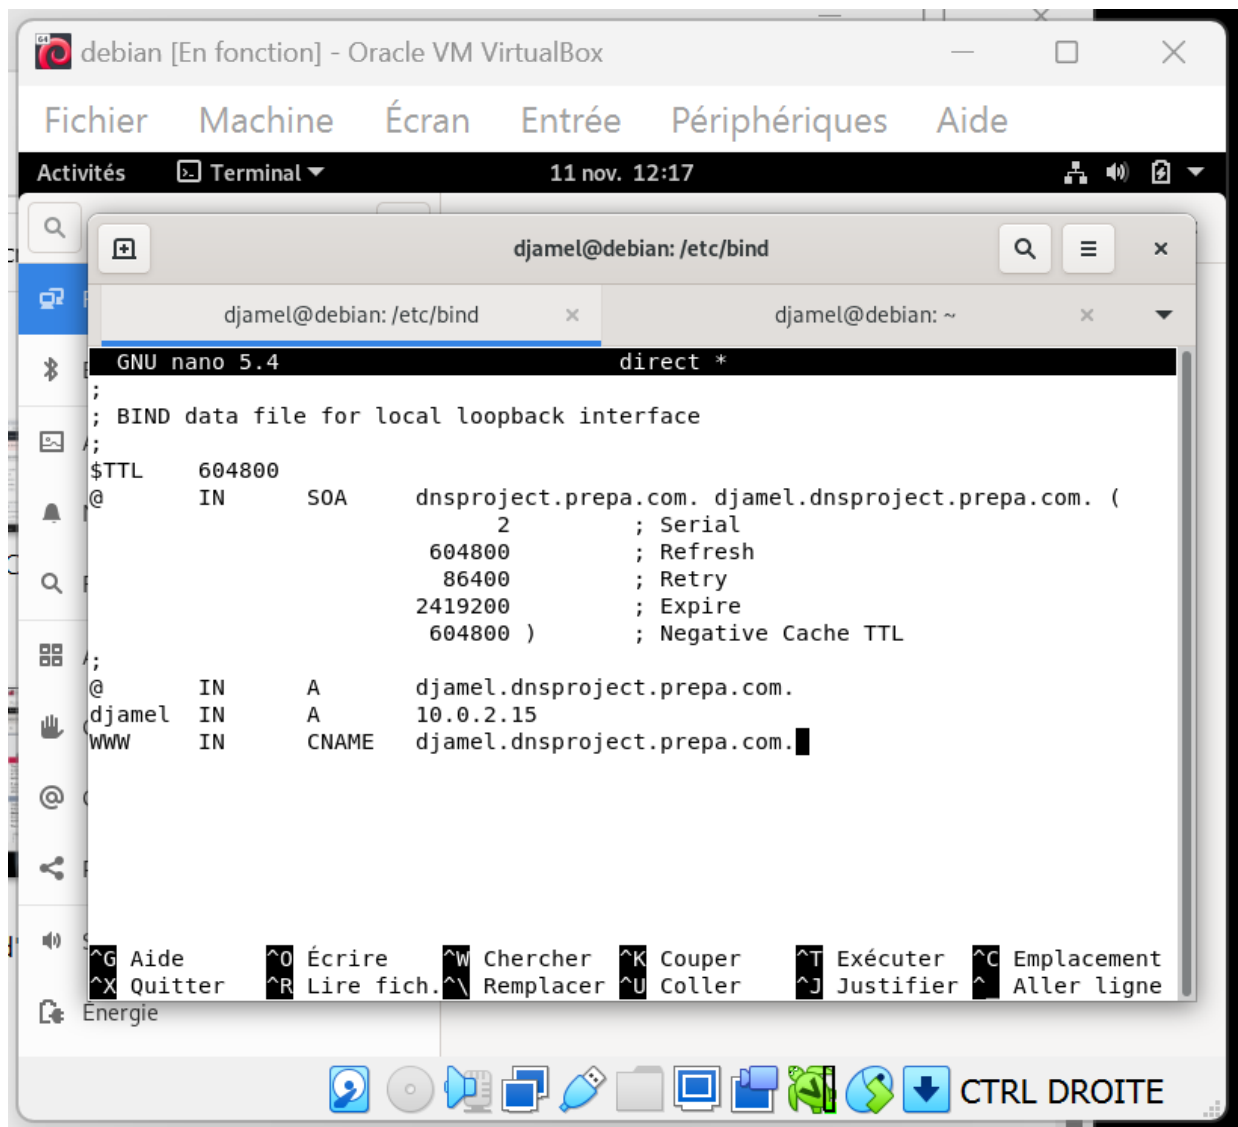 debian [En fonction] - Oracle VM VirtualBox
Fichier Machine Écran Entrée Périphériques Aide
Activités Terminal 11 nov. 12:17
djamel@debian: /etc/bind
djamel@debian: /etc/bind × djamel@debian: ~ ×
GNU nano 5.4 direct *
;
; BIND data file for local loopback interface
;
$TTL 604800
@ IN SOA dnsproject.prepa.com. djamel.dnsproject.prepa.com. (
2 ; Serial
604800 ; Refresh
86400 ; Retry
2419200 ; Expire
604800 ) ; Negative Cache TTL
;
@ IN A djamel.dnsproject.prepa.com.
djamel IN A 10.0.2.15
WWW IN CNAME djamel.dnsproject.prepa.com.
^G Aide ^O Écrire ^W Chercher ^K Couper ^T Exécuter ^C Emplacement
^X Quitter ^R Lire fich. ^\ Remplacer ^U Coller ^J Justifier ^_ Aller ligne
Énergie
CTRL DROITE